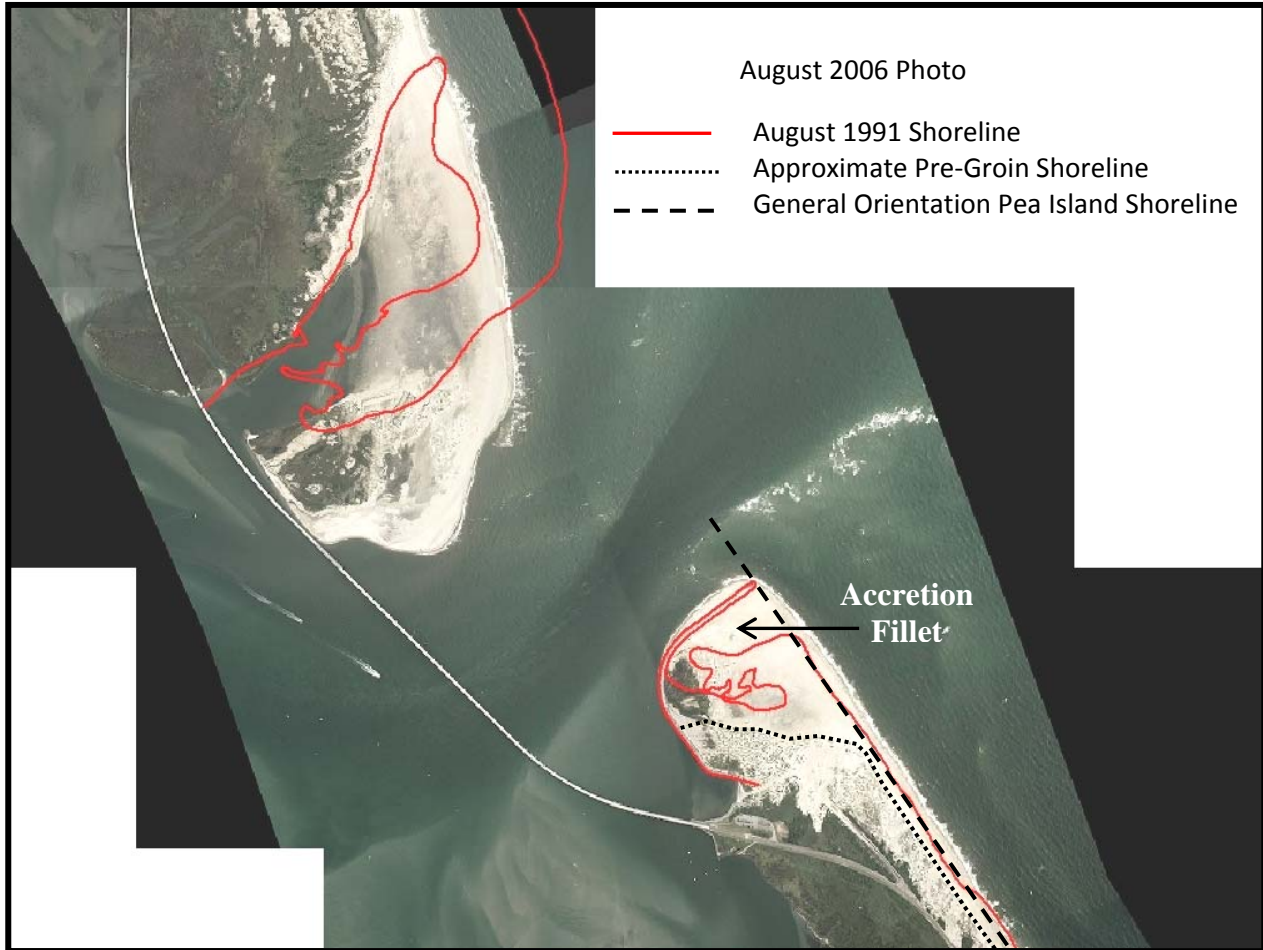 August 2006 Photo
August 1991 Shoreline
Approximate Pre-Groin Shoreline
General Orientation Pea Island Shoreline
Accretion
Fillet